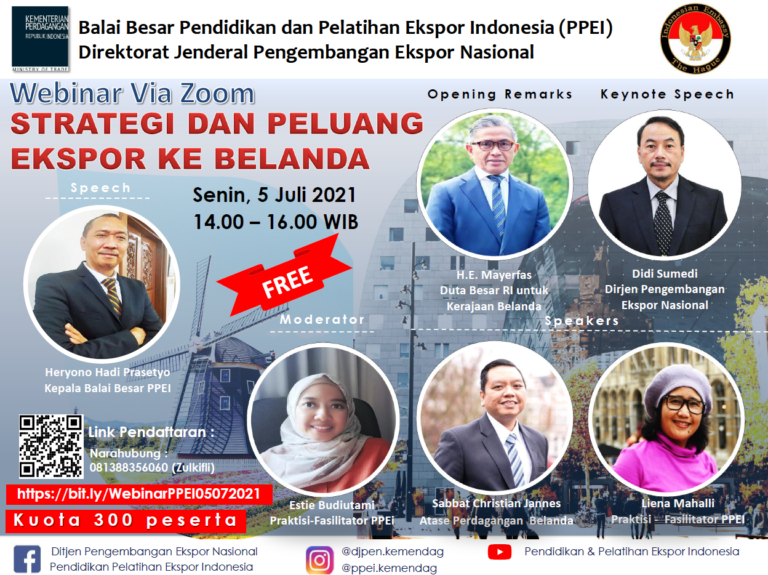 KEMENTERIAN
PERDAGANGAN
REPUBLIK INDONESIA
MINISTRY OF TRADE
Balai Besar Pendidikan dan Pelatihan Ekspor Indonesia (PPEI)
Direktorat Jenderal Pengembangan Ekspor Nasional
Indonesian Embassy
The Hague
Webinar Via Zoom
STRATEGI DAN PELUANG
EKSPOR KE BELANDA
Senin, 5 Juli 2021
14.00 – 16.00 WIB
FREE
Opening Remarks
H.E. Mayerfas
Duta Besar RI untuk
Kerajaan Belanda
Keynote Speech
Didi Sumedi
Dirjen Pengembangan
Ekspor Nasional
Speech
Heryono Hadi Prasetyo
Kepala Balai Besar PPEI
Moderator
Estie Budiutami
Praktisi-Fasilitator PPEi
Speakers
Sabbat Christian Jannes
Atase Perdagangan Belanda
Liena Mahalli
Praktisi - Fasilitator PPEI
Link Pendaftaran :
Narahubung :
081388356060 (Zulkifli)
https://bit.ly/WebinarPPEI05072021
Kuota 300 peserta
Ditjen Pengembangan Ekspor Nasional
Pendidikan Pelatihan Ekspor Indonesia
@djpen.kemendag
@ppei.kemendag
Pendidikan & Pelatihan Ekspor Indonesia